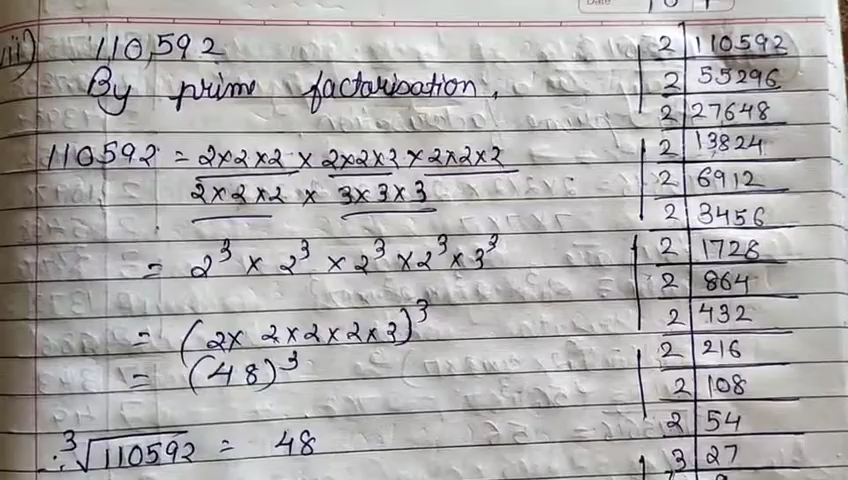 iii) 110,592
By prime factorisation,
110592 = 2×2×2 × 2×2×2 × 2×2×2
2×2×2 × 3×3×3
= 2³ × 2³ × 2³ × 2³ × 3³
= (2× 2×2×2×3)³
= (48)³
∴ ³√110592 = 48
2 | 110592
2 | 55296
2 | 27648
2 | 13824
2 | 6912
2 | 3456
2 | 1728
2 | 864
2 | 432
2 | 216
2 | 108
2 | 54
3 | 27